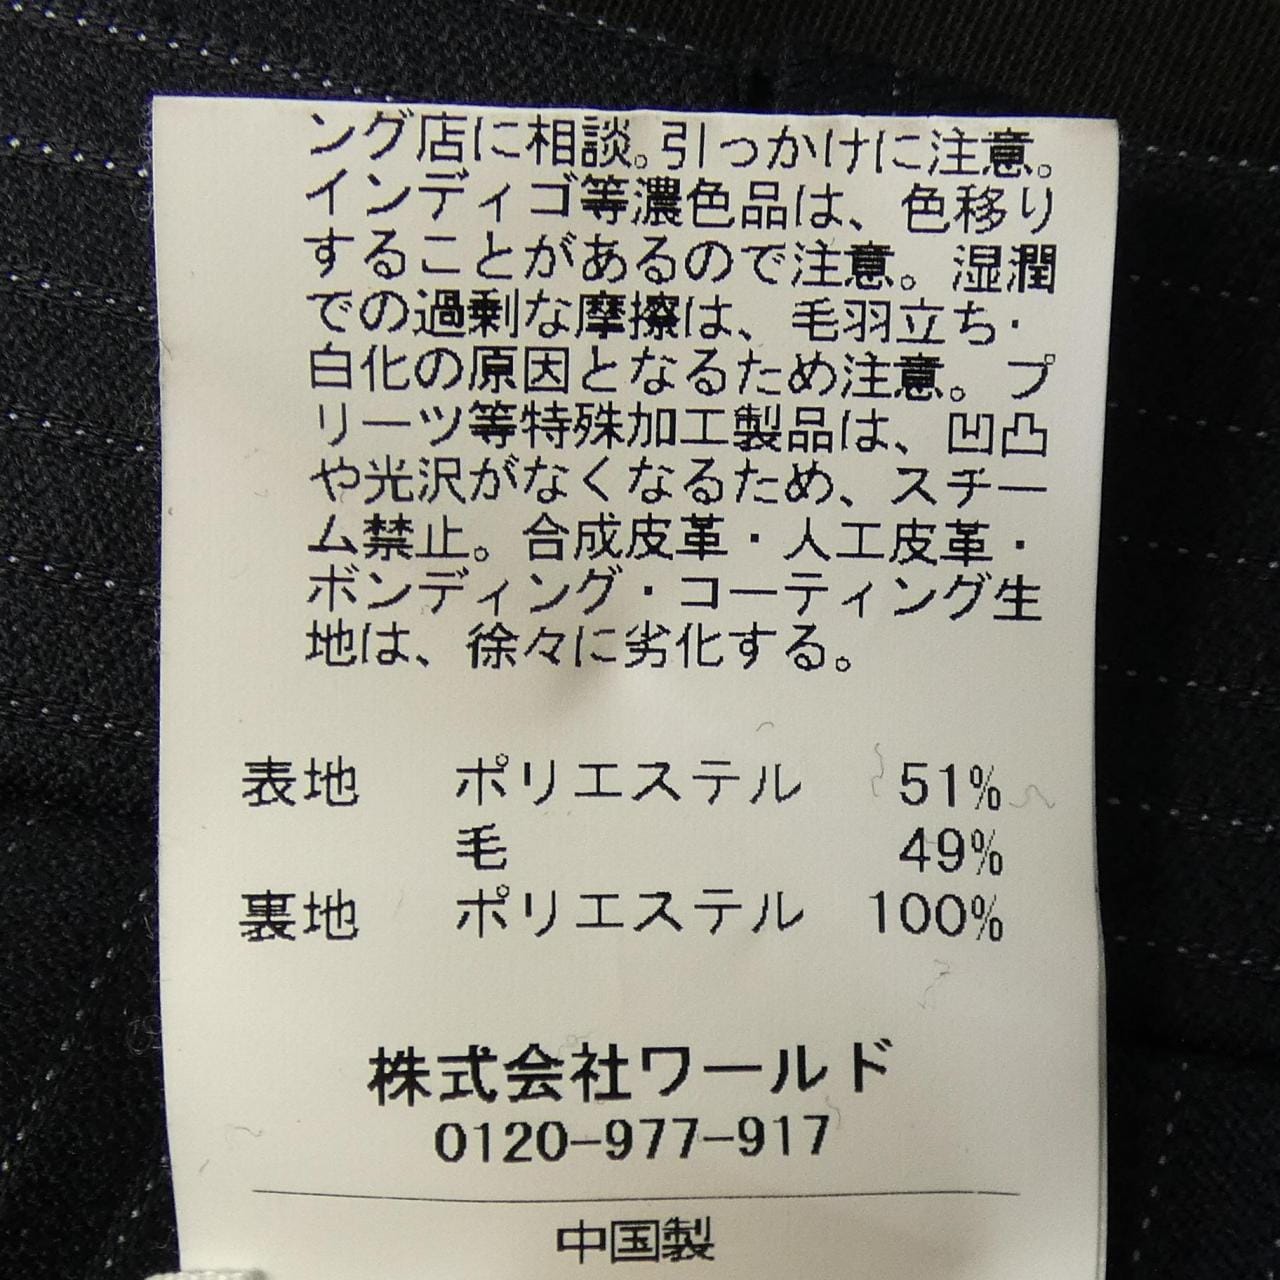 ング店に相談。引っかけに注意。
インディゴ等濃色品は、色移り
することがあるので注意。湿潤
での過剰な摩擦は、毛羽立ち・
白化の原因となるため注意。プ
リーツ等特殊加工製品は、凹凸
や光沢がなくなるため、スチー
ム禁止。合成皮革・人工皮革・
ボンディング・コーティング生
地は、徐々に劣化する。
表地 ポリエステル 51%
毛 49%
裏地 ポリエステル 100%
株式会社ワールド
0120-977-917
中国製